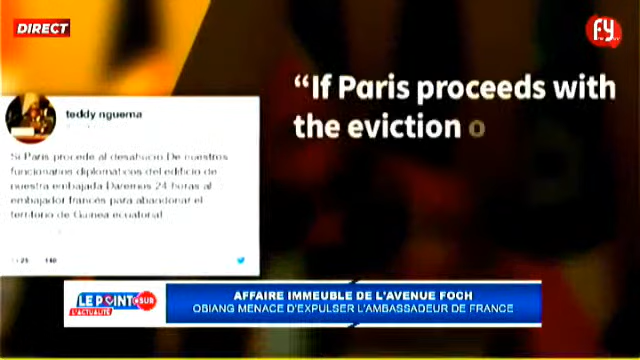 DIRECT
fy
teddy nguema
Si Paris procede al desahucio De nuestros
funcionarios diplomáticos del edificio de
nuestra embajada Daremos 24 horas al
embajador francés para abandonar el
territorio de Guinea ecuatorial
“If Paris proceeds with
the eviction o
LE POINT SUR
L'ACTUALITÉ
AFFAIRE IMMEUBLE DE L'AVENUE FOCH
OBIANG MENACE D'EXPULSER L'AMBASSADEUR DE FRANCE